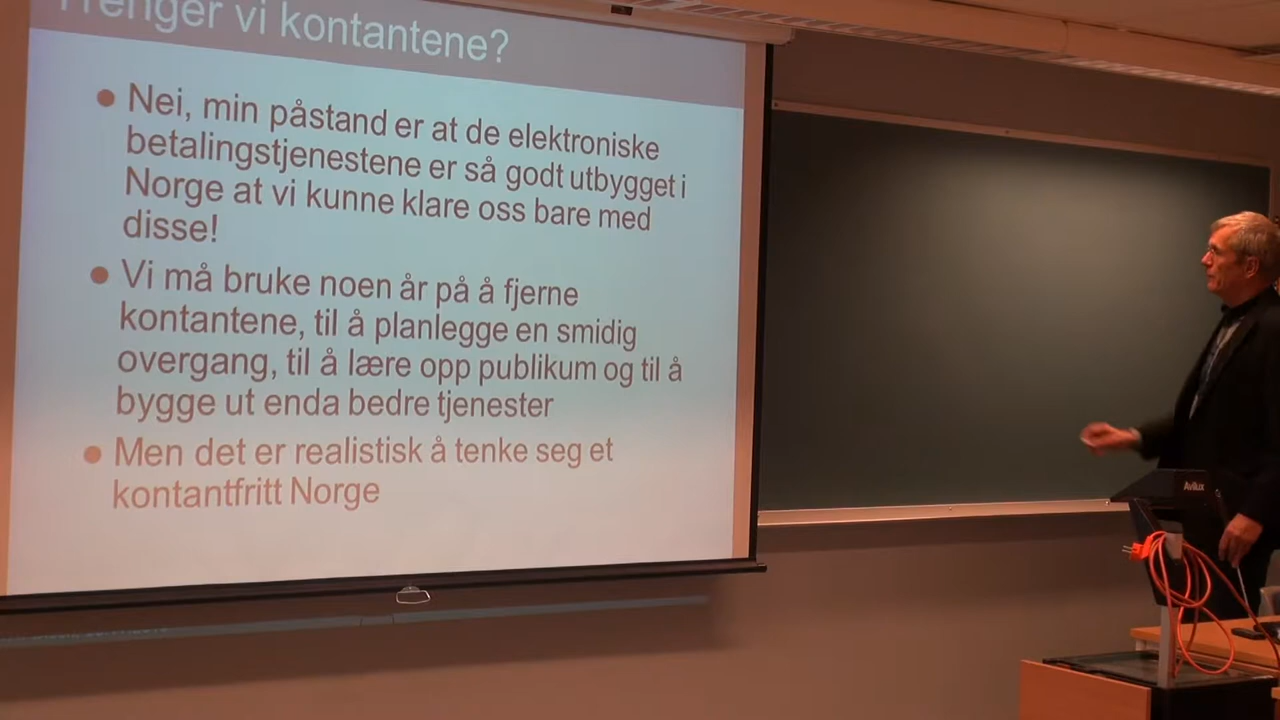 Trenger vi kontantene?
● Nei, min påstand er at de elektroniske
betalingstjenestene er så godt utbygget i
Norge at vi kunne klare oss bare med
disse!
● Vi må bruke noen år på å fjerne
kontantene, til å planlegge en smidig
overgang, til å lære opp publikum og til å
bygge ut enda bedre tjenester
● Men det er realistisk å tenke seg et
kontantfritt Norge
Avilux